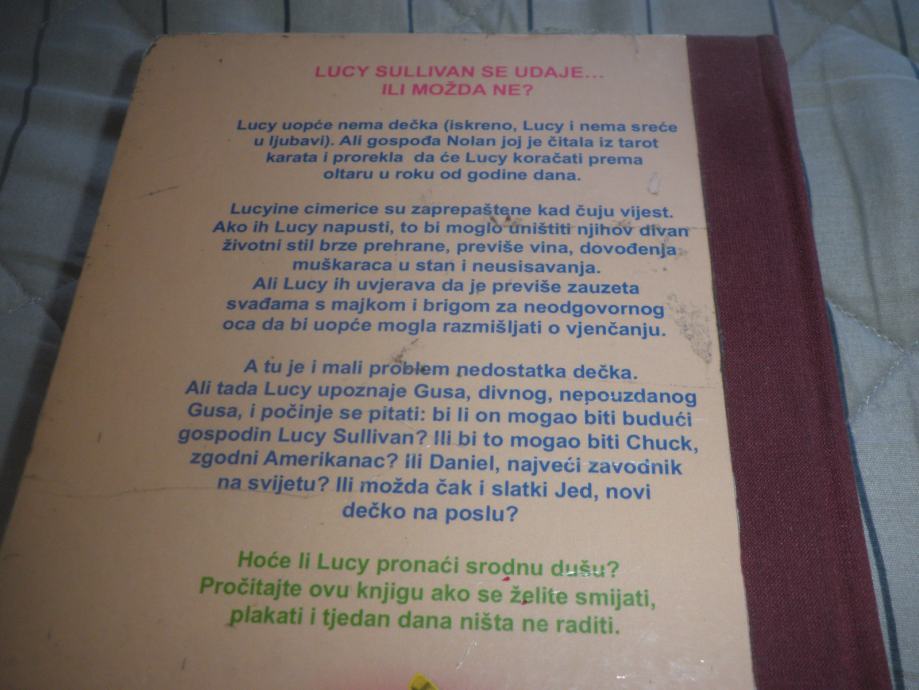 LUCY SULLIVAN SE UDAJE...
ILI MOŽDA NE?
Lucy uopće nema dečka (iskreno, Lucy i nema sreće
u ljubavi). Ali gospođa Nolan joj je čitala iz tarot
karata i prorekla da će Lucy koračati prema
oltaru u roku od godine dana.
Lucyine cimerice su zaprepaštene kad čuju vijest.
Ako ih Lucy napusti, to bi moglo uništiti njihov divan
životni stil brze prehrane, previše vina, dovođenja
muškaraca u stan i neusisavanja.
Ali Lucy ih uvjerava da je previše zauzeta
svađama s majkom i brigom za neodgovornog
oca da bi uopće mogla razmišljati o vjenčanju.
A tu je i mali problem nedostatka dečka.
Ali tada Lucy upoznaje Gusa, divnog, nepouzdanog
Gusa, i počinje se pitati: bi li on mogao biti budući
gospodin Lucy Sullivan? Ili bi to mogao biti Chuck,
zgodni Amerikanac? Ili Daniel, najveći zavodnik
na svijetu? Ili možda čak i slatki Jed, novi
dečko na poslu?
Hoće li Lucy pronaći srodnu dušu?
Pročitajte ovu knjigu ako se želite smijati,
plakati i tjedan dana ništa ne raditi.